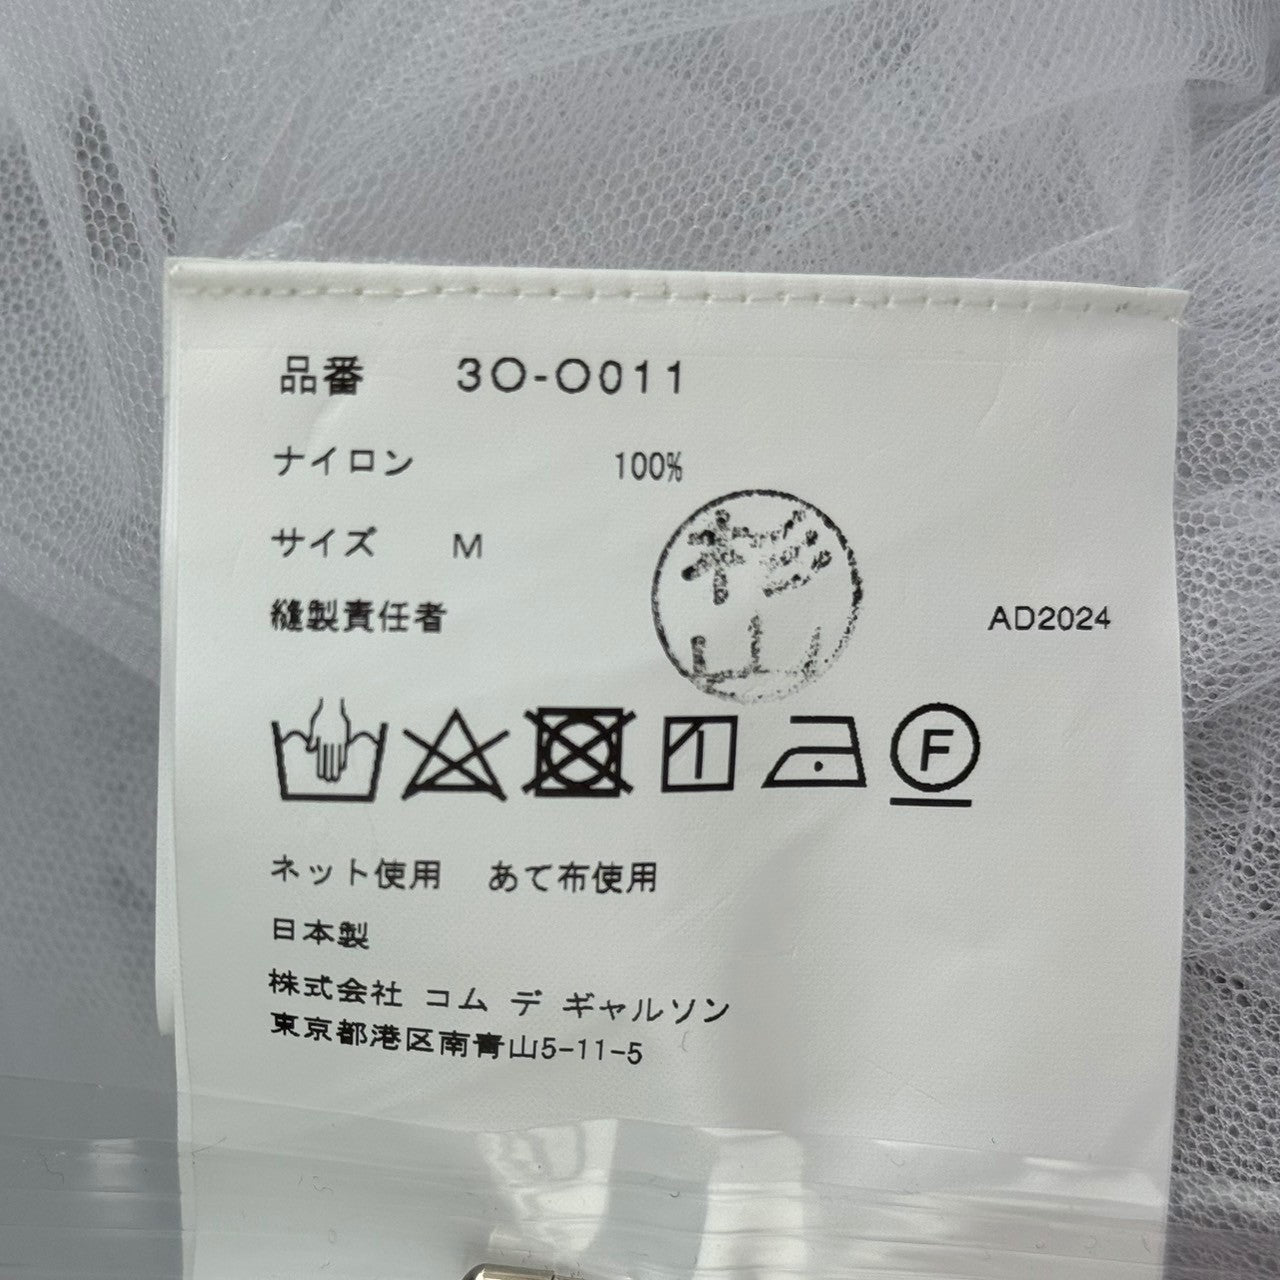 品番 3O-O011
ナイロン 100%
サイズ M
縫製責任者 AD2024
F
ネット使用 あて布使用
日本製
株式会社 コム デ ギャルソン
東京都港区南青山5-11-5